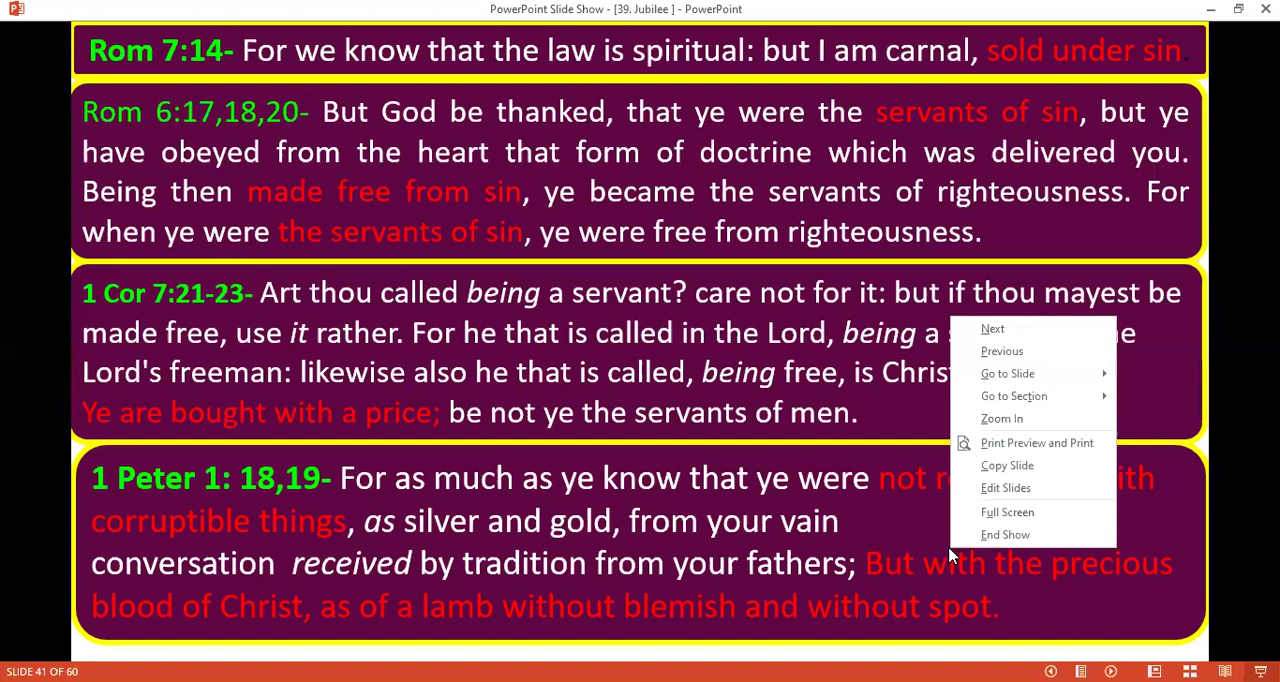 PowerPoint Slide Show - [39. Jubilee ] - PowerPoint
Rom 7:14- For we know that the law is spiritual: but I am carnal, sold under sin.
Rom 6:17,18,20- But God be thanked, that ye were the servants of sin, but ye
have obeyed from the heart that form of doctrine which was delivered you.
Being then made free from sin, ye became the servants of righteousness. For
when ye were the servants of sin, ye were free from righteousness.
1 Cor 7:21-23- Art thou called being a servant? care not for it: but if thou mayest be
made free, use it rather. For he that is called in the Lord, being a
Lord's freeman: likewise also he that is called, being free, is
Ye are bought with a price; be not ye the servants of men.
1 Peter 1: 18,19- For as much as ye know that ye were not
corruptible things, as silver and gold, from your vain
conversation received by tradition from your fathers; But with the precious
blood of Christ, as of a lamb without blemish and without spot.
Next
Previous
Go to Slide
Go to Section
Zoom In
Print Preview and Print
Copy Slide
Edit Slides
Full Screen
End Show
SLIDE 41 OF 60